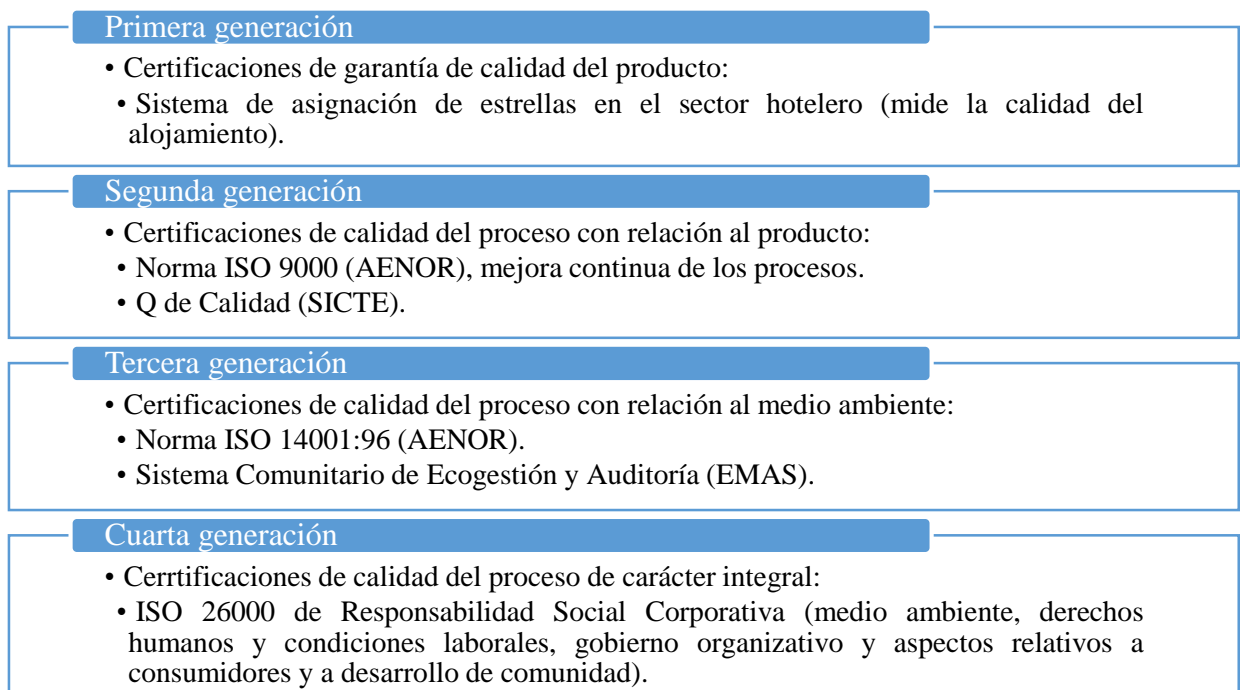 Primera generación
• Certificaciones de garantía de calidad del producto:
• Sistema de asignación de estrellas en el sector hotelero (mide la calidad del
alojamiento).
Segunda generación
• Certificaciones de calidad del proceso con relación al producto:
• Norma ISO 9000 (AENOR), mejora continua de los procesos.
• Q de Calidad (SICTE).
Tercera generación
• Certificaciones de calidad del proceso con relación al medio ambiente:
• Norma ISO 14001:96 (AENOR).
• Sistema Comunitario de Ecogestión y Auditoría (EMAS).
Cuarta generación
• Cerrtificaciones de calidad del proceso de carácter integral:
• ISO 26000 de Responsabilidad Social Corporativa (medio ambiente, derechos
humanos y condiciones laborales, gobierno organizativo y aspectos relativos a
consumidores y a desarrollo de comunidad).